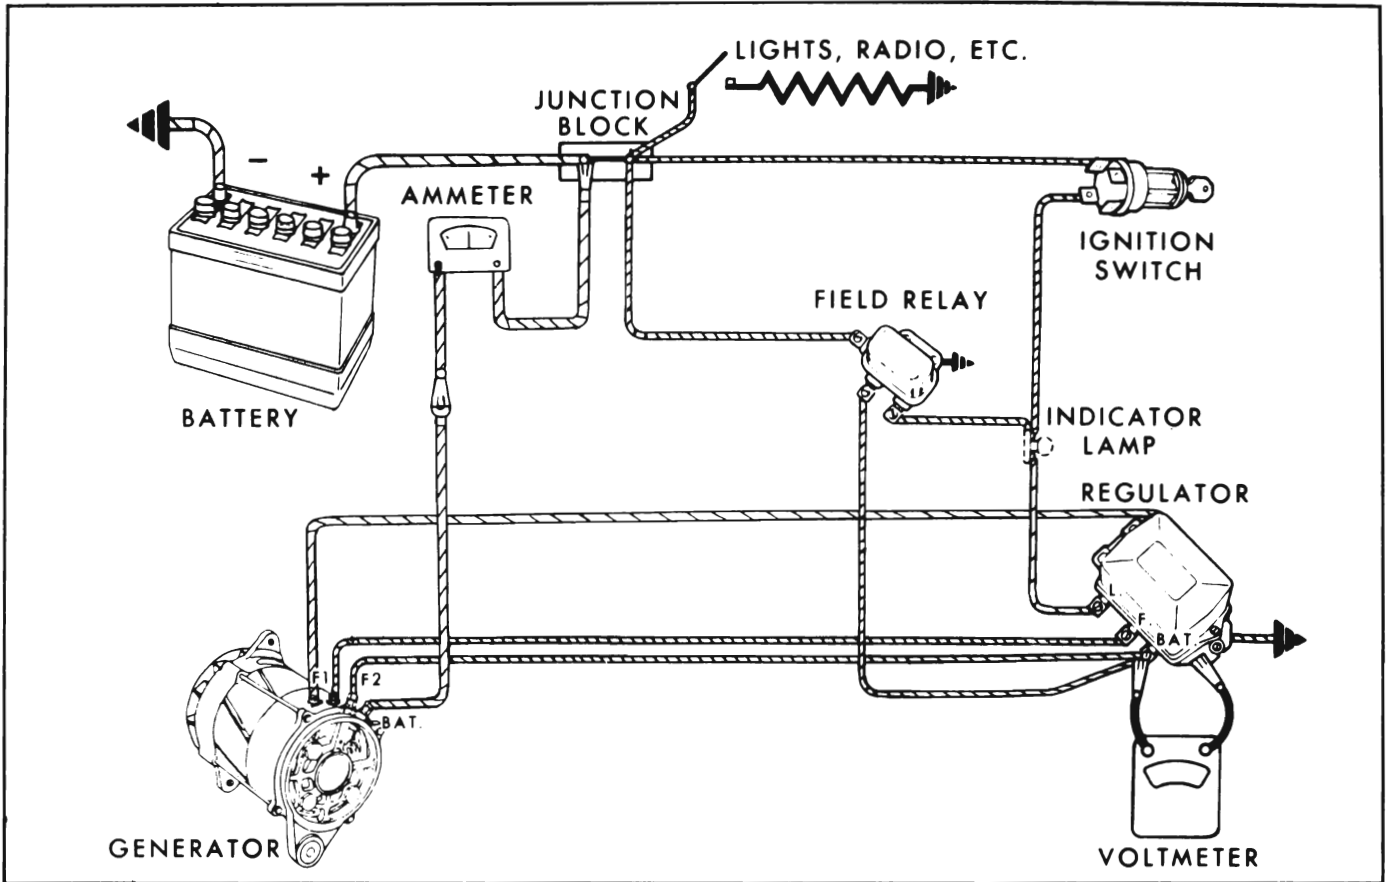 LIGHTS, RADIO, ETC.
JUNCTION
BLOCK
−
+
AMMETER
IGNITION
SWITCH
FIELD RELAY
BATTERY
INDICATOR
LAMP
REGULATOR
L
F
BAT.
F1
F2
BAT.
GENERATOR
VOLTMETER